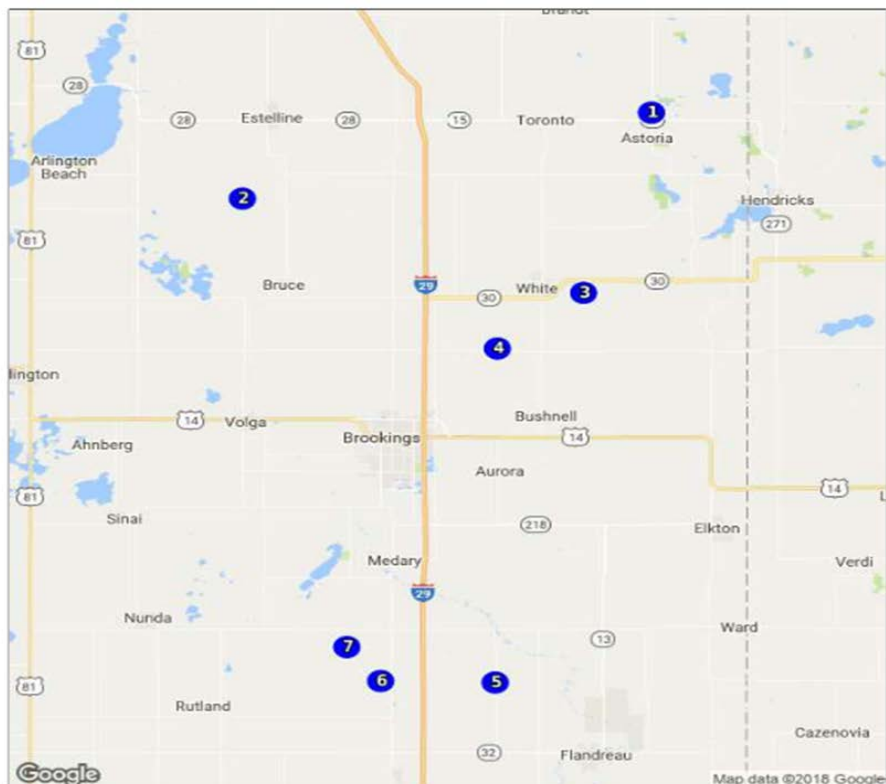 Brandt
81
28
1
28
Estelline
28
15
Toronto
Astoria
Arlington
Beach
2
Hendricks
271
81
Bruce
29
30
White
3
30
4
lington
14
Volga
Bushnell
Ahnberg
Brookings
14
Aurora
81
14
L
Sinai
218
Elkton
Medary
Verdi
29
Nunda
13
Ward
7
81
6
5
Rutland
32
Flandreau
Cazenovia
Google
Map data ©2018 Google